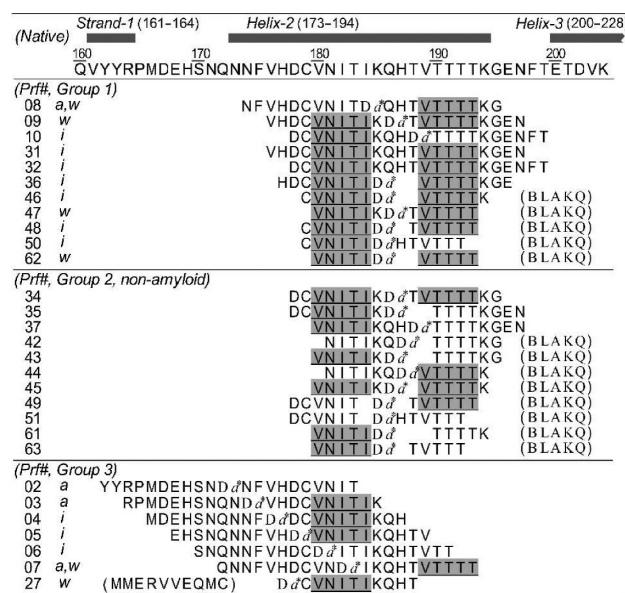 Strand-1 (161–164) Helix-2 (173–194) Helix-3 (200–228
(Native)
160 170 180 190 200
QVYYRPMDEHSNQNNFVHDCVNITIKQHTVTTTTKGENFTETDVK
(Prf#, Group 1)
08 a,w NFVHDCVNITDd*QHTVTTTTKG
09 w VHDCVNITIKDd*TVTTTTKGEN
10 i DCVNITIKQHDd*TTTTKGENFT
31 i VHDCVNITIKQHTVTTTTKGEN
32 i DCVNITIKQHTVTTTTKGENFT
36 i HDCVNITIDd* VTTTTKGE
46 i CVNITIDd* VTTTTK (BLAKQ)
47 w VNITIKDd*TVTTTT (BLAKQ)
48 i CVNITIDd* TVTTTT (BLAKQ)
50 i CVNITIDd*HTVTTT (BLAKQ)
62 w VNITIDd* VTTTT (BLAKQ)
(Prf#, Group 2, non-amyloid)
34 DCVNITIKDd*TVTTTTKG
35 DCVNITIKDd* TTTTKGEN
37 VNITIKQHDd*TTTTKGEN
42 NITIKQDd* TTTTKG (BLAKQ)
43 VNITIKDd* TTTTKG (BLAKQ)
44 NITIKQDd*VTTTTK (BLAKQ)
45 VNITIKDd* VTTTTK (BLAKQ)
49 DCVNIT Dd* TVTTTT (BLAKQ)
51 DCVNIT Dd*HTVTTT (BLAKQ)
61 VNITIDd* TTTTK (BLAKQ)
63 VNITIDd* TVTTT (BLAKQ)
(Prf#, Group 3)
02 a YYRPMDEHSNDd*NFVHDCVNIT
03 a RPMDEHSNQNDd*VHDCVNITIK
04 i MDEHSNQNNFDd*DCVNITIKQH
05 i EHSNQNNFVHDd*VNITIKQHTV
06 i SNQNNFVHDCDd*ITIKQHTVTT
07 a,w QNNFVHDCVNDd*IKQHTVTTTT
27 w (MMERVVEQMC) Dd*CVNITIKQHT